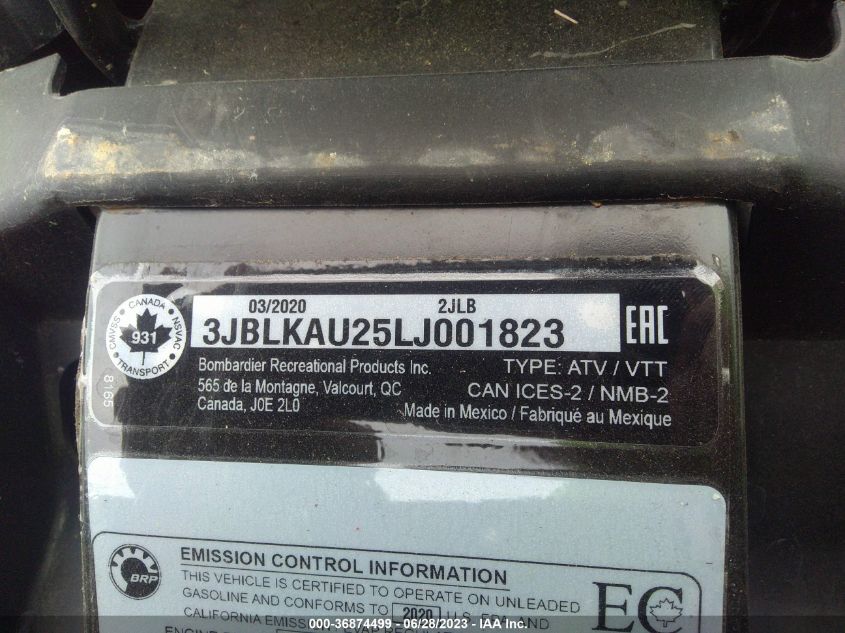 03/2020 2JLB
3JBLKAU25LJ001823
EAC
CANADA
CMVSS
NSVAC
931
TRANSPORT
8165
Bombardier Recreational Products Inc.
565 de la Montagne, Valcourt, QC
Canada, J0E 2L0
TYPE: ATV / VTT
CAN ICES-2 / NMB-2
Made in Mexico / Fabriqué au Mexique
BRP
EMISSION CONTROL INFORMATION
THIS VEHICLE IS CERTIFIED TO OPERATE ON UNLEADED
GASOLINE AND CONFORMS TO 2020 U.S. AND
CALIFORNIA
EC
000-36874499 - 06/28/2023 - IAA Inc.